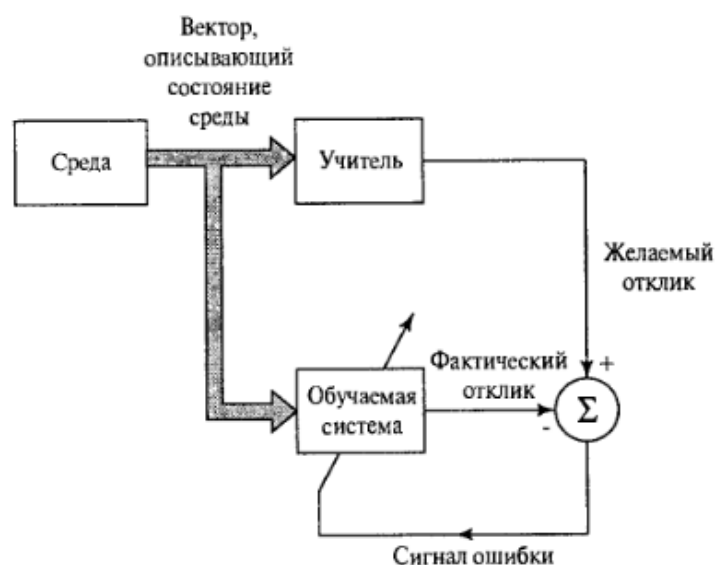 Вектор,
описывающий
состояние
среды
Среда
Учитель
Желаемый
отклик
Фактический
отклик
+
Обучаемая
система
-
Σ
Сигнал ошибки